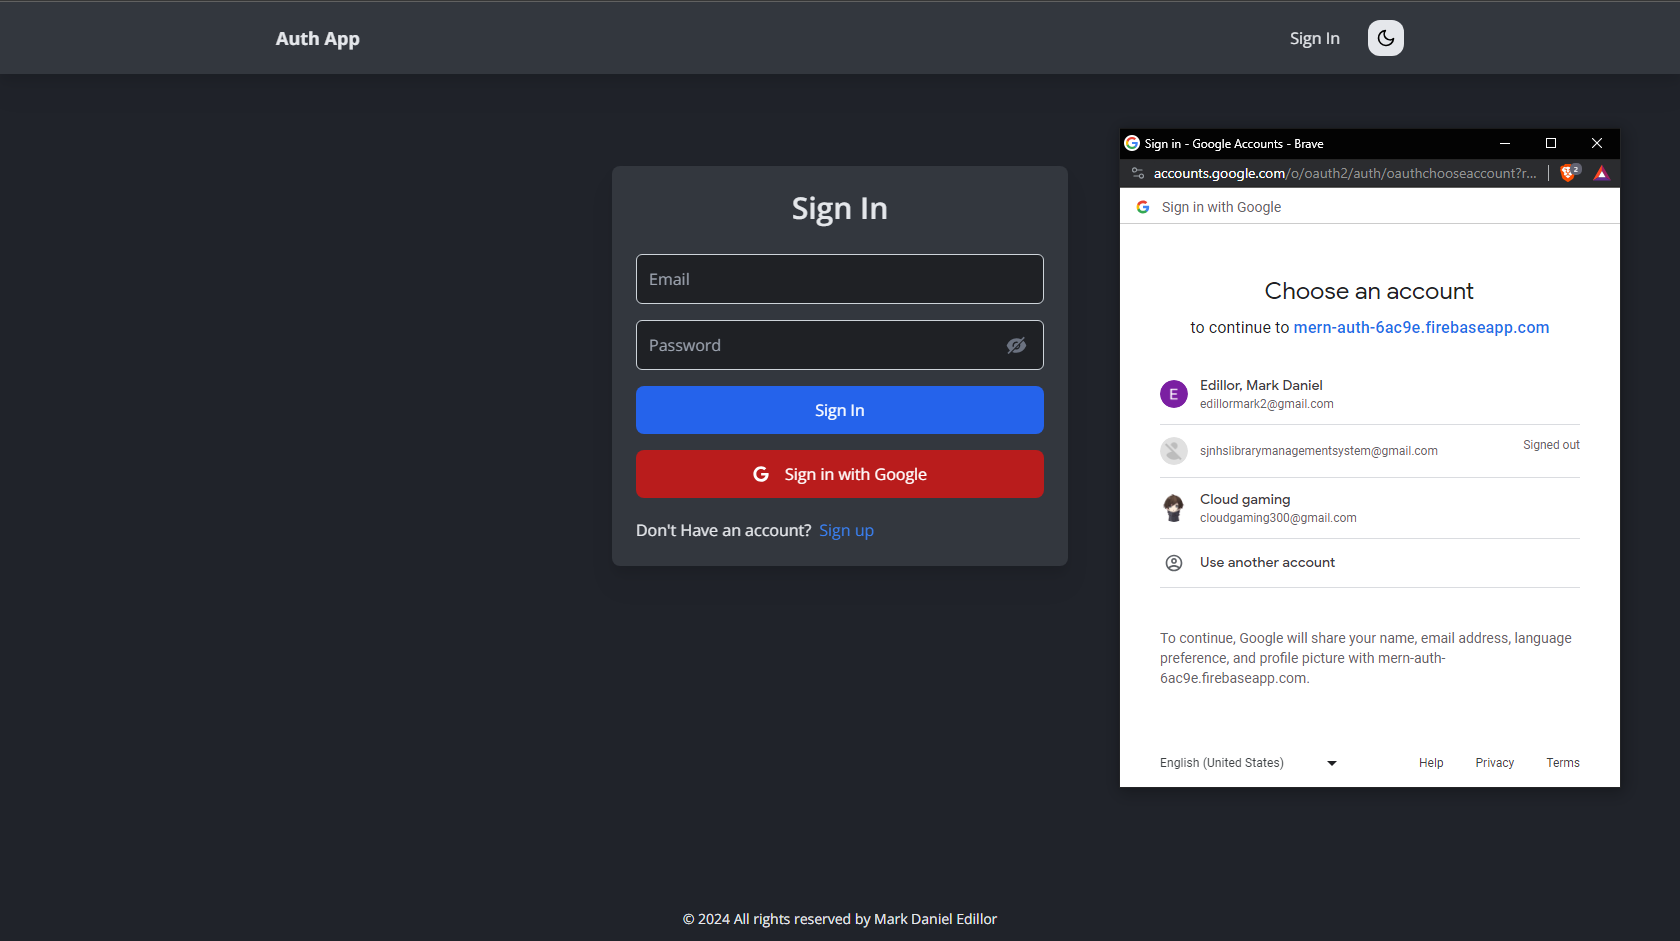 Auth App
Sign In
Sign In
Email
Password
Sign In
Sign in with Google
Don't Have an account? Sign up
Sign in - Google Accounts - Brave
accounts.google.com/o/oauth2/auth/oauthchooseaccount?r...
2
Sign in with Google
Choose an account
to continue to mern-auth-6ac9e.firebaseapp.com
E
Edillor, Mark Daniel
edillormark2@gmail.com
sjnhslibrarymanagementsystem@gmail.com
Signed out
Cloud gaming
cloudgaming300@gmail.com
Use another account
To continue, Google will share your name, email address, language
preference, and profile picture with mern-auth-
6ac9e.firebaseapp.com.
English (United States)
Help
Privacy
Terms
© 2024 All rights reserved by Mark Daniel Edillor